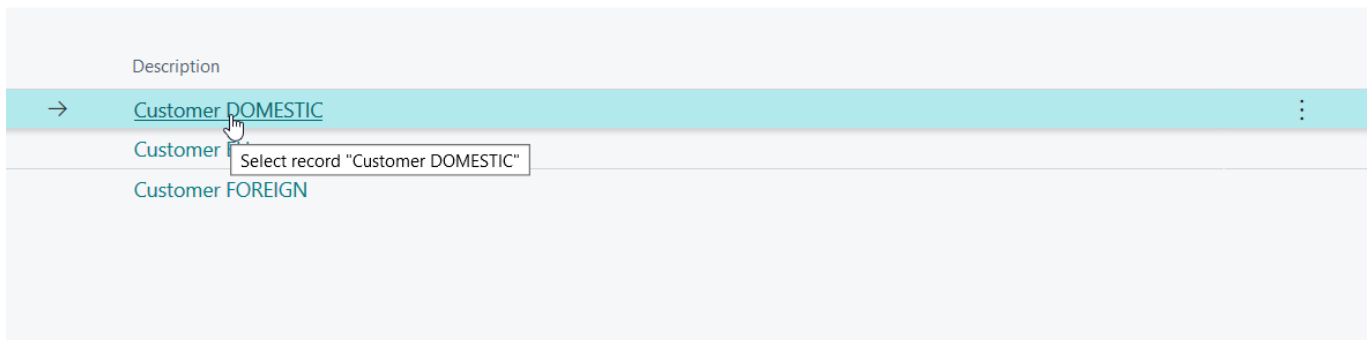 Description
Customer DOMESTIC
Customer
Select record "Customer DOMESTIC"
Customer FOREIGN